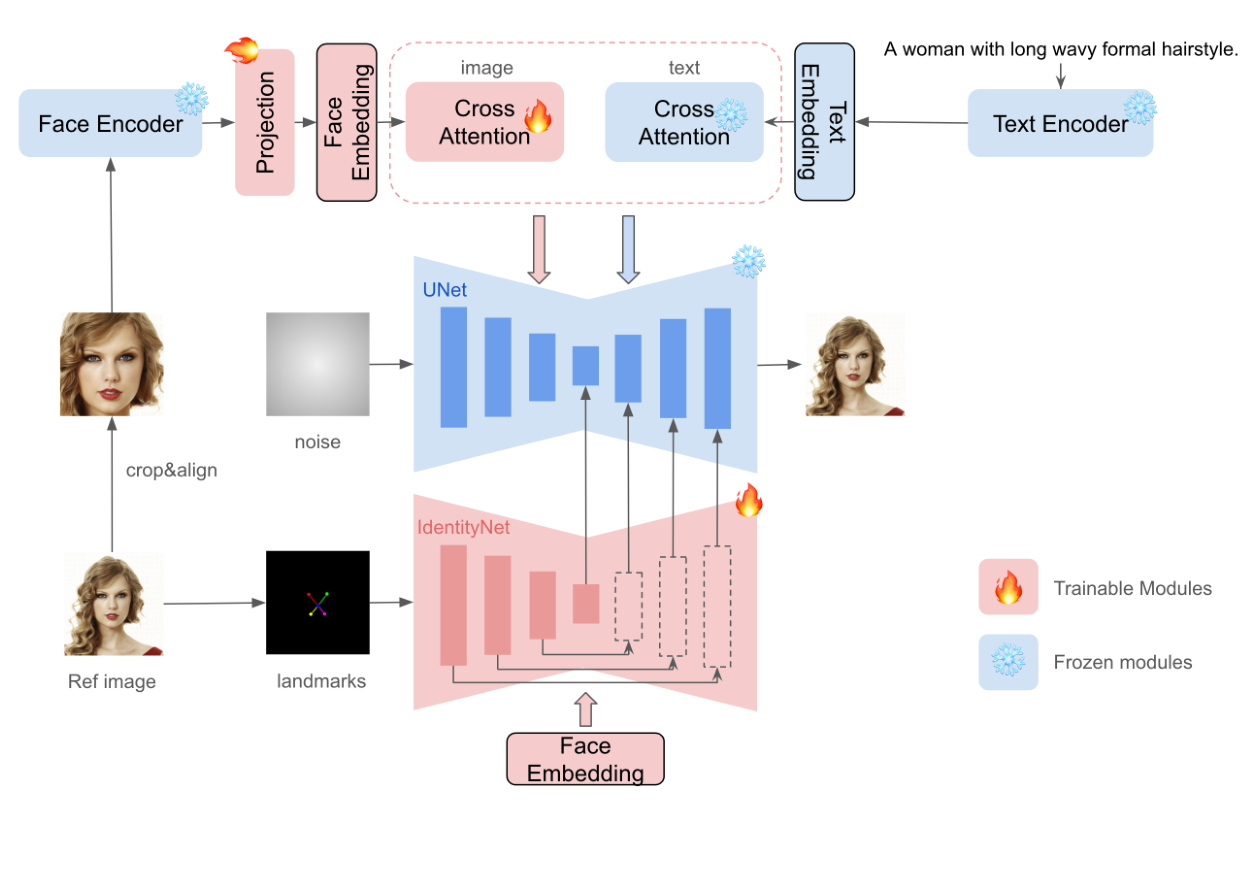 A woman with long wavy formal hairstyle.
image
text
Face Encoder
Projection
Face
Embedding
Cross
Attention
Cross
Attention
Text
Embedding
Text Encoder
UNet
noise
crop&align
IdentityNet
Ref image
landmarks
Face
Embedding
Trainable Modules
Frozen modules